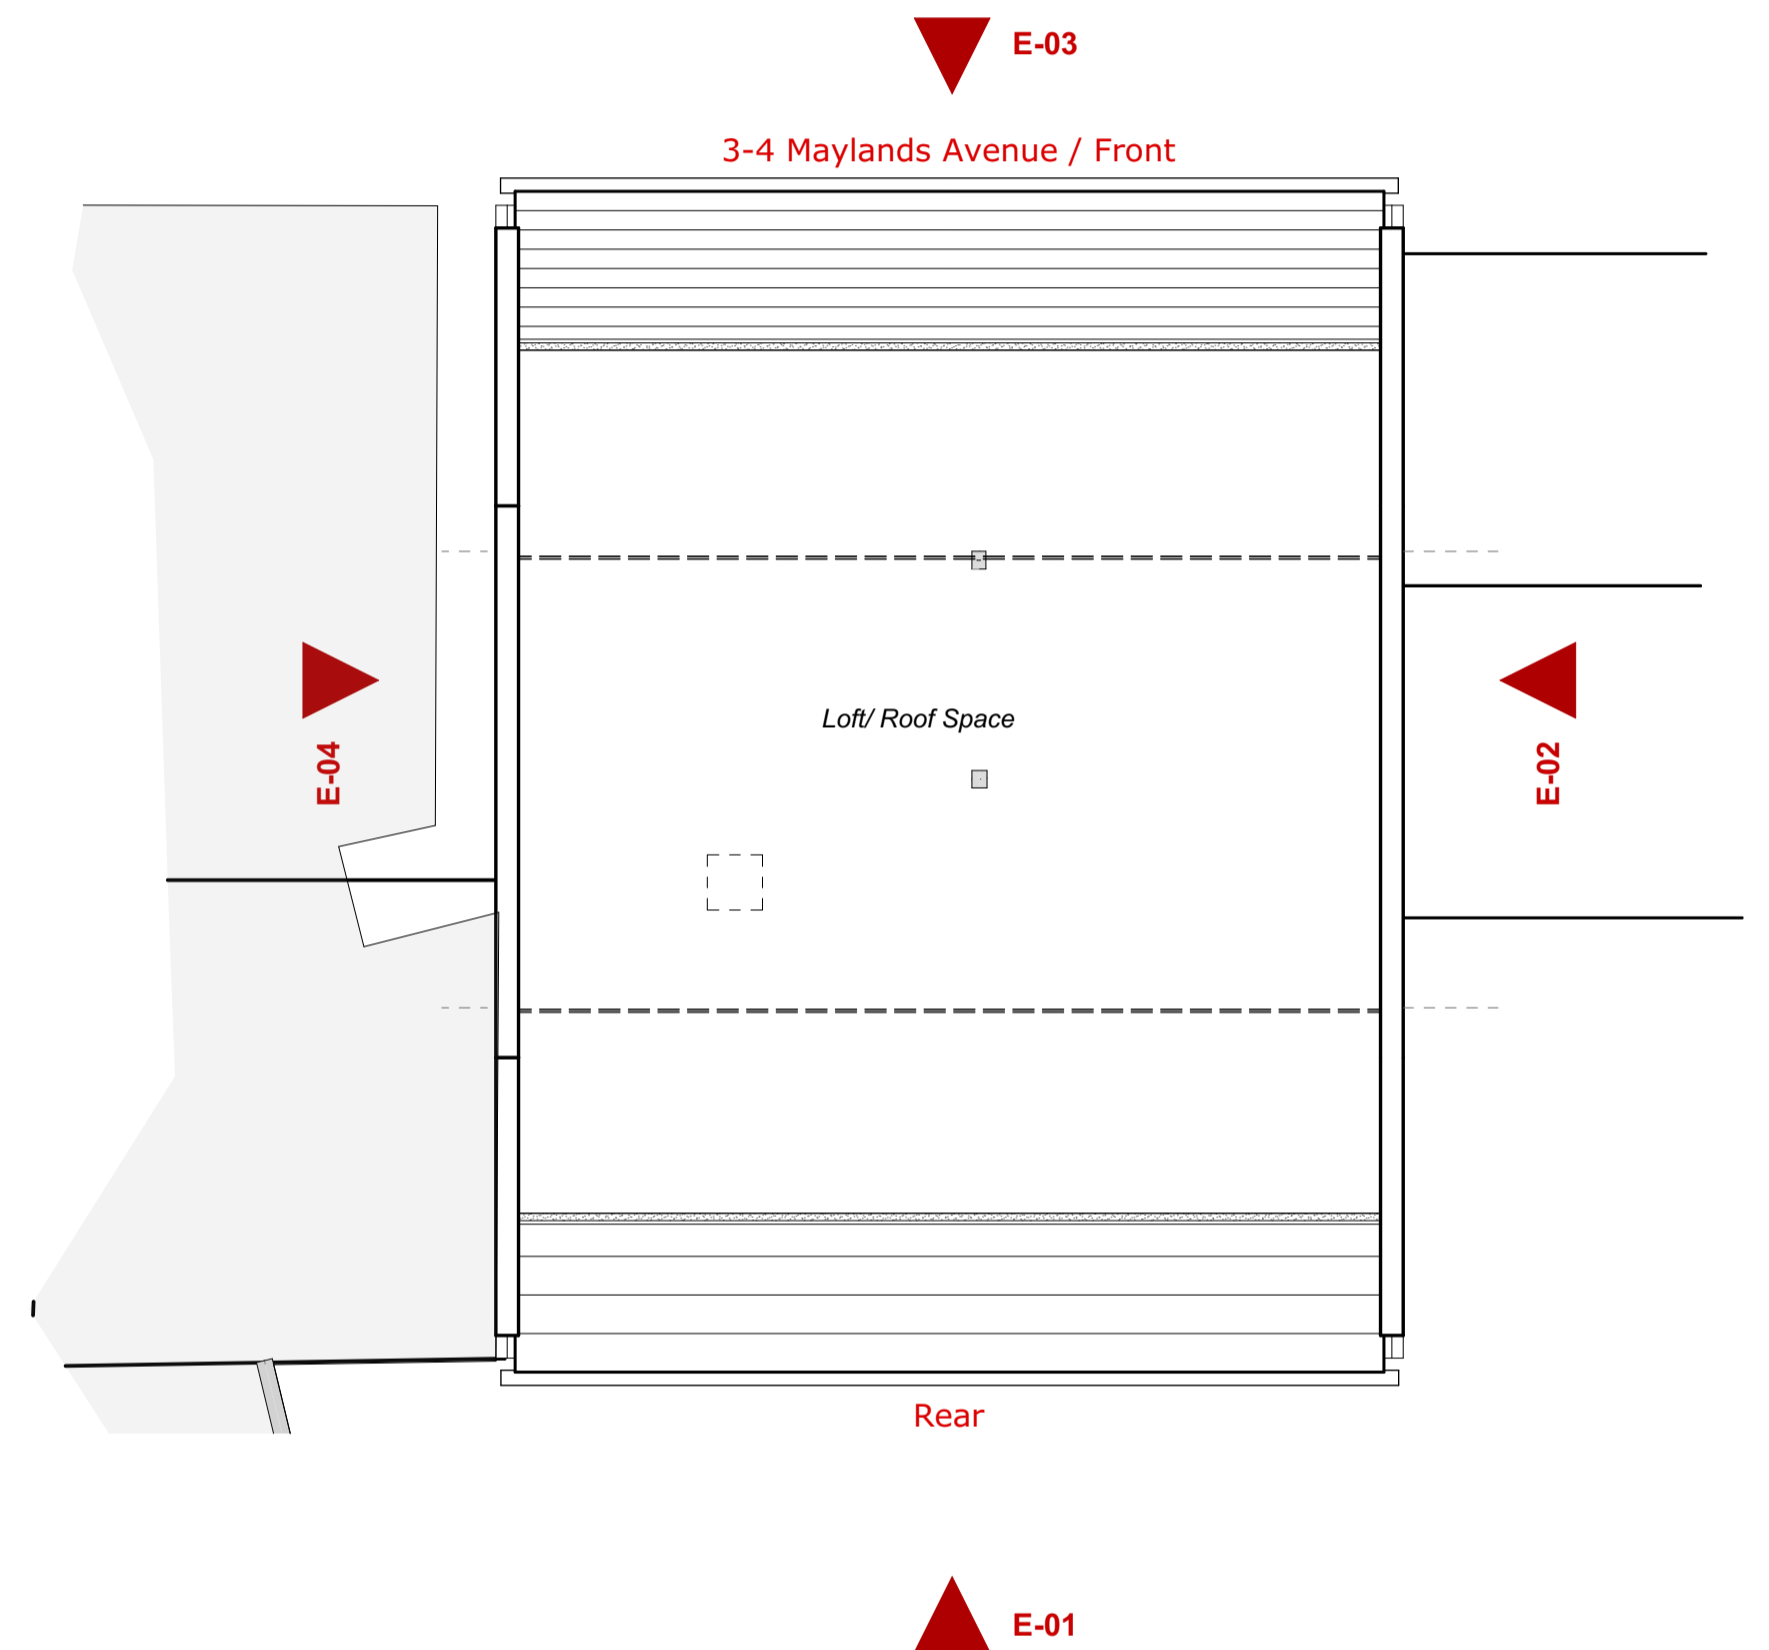 E-03
3-4 Maylands Avenue / Front
Loft/ Roof Space
E-04
E-02
Rear
E-01